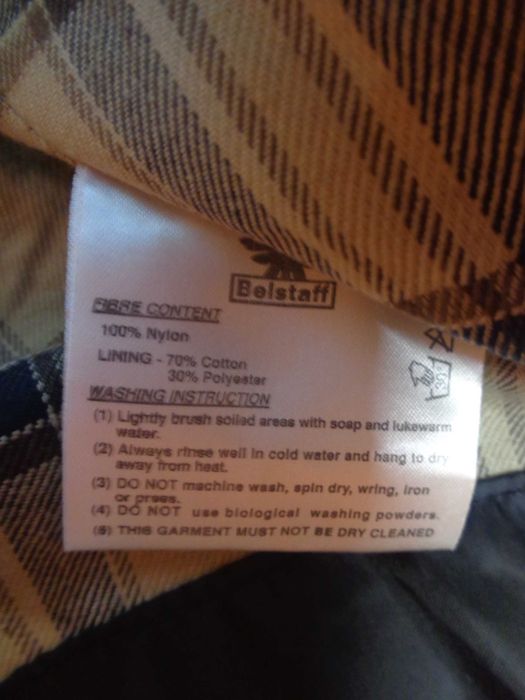 Belstaff
FIBRE CONTENT
100% Nylon
LINING - 70% Cotton
30% Polyester
WASHING INSTRUCTION
(1) Lightly brush soiled areas with soap and lukewarm
water.
(2) Always rinse well in cold water and hang to dry
away from heat.
(3) DO NOT machine wash, spin dry, wring, iron
or press.
(4) DO NOT use biological washing powders.
(5) THIS GARMENT MUST NOT BE DRY CLEANED